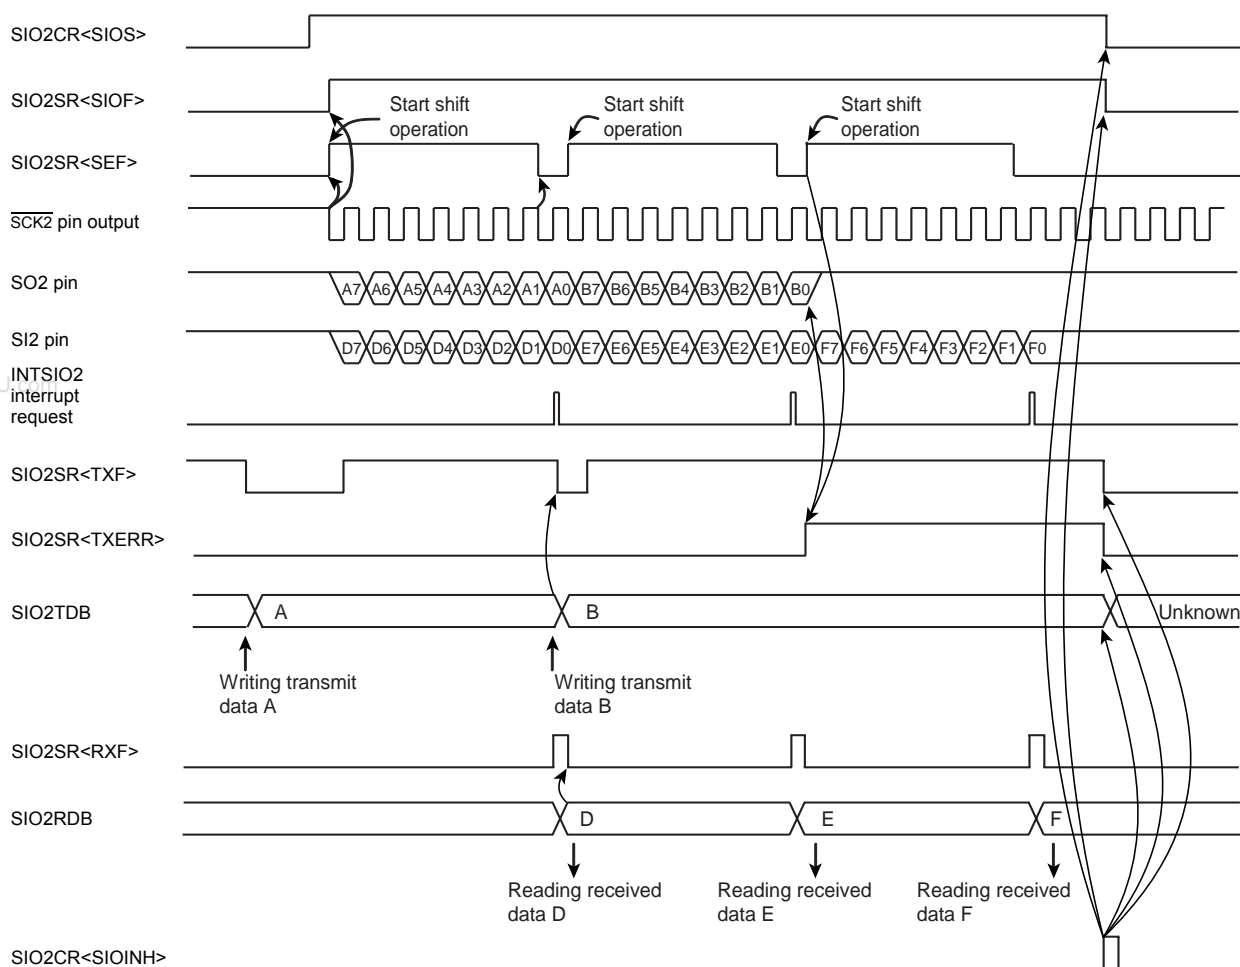 SIO2CR<SIOS>
SIO2SR<SIOF>
Start shift
operation
Start shift
operation
Start shift
operation
SIO2SR<SEF>
SCK2 pin output
SO2 pin
A7 A6 A5 A4 A3 A2 A1 A0 B7 B6 B5 B4 B3 B2 B1 B0
SI2 pin
D7 D6 D5 D4 D3 D2 D1 D0 E7 E6 E5 E4 E3 E2 E1 E0 F7 F6 F5 F4 F3 F2 F1 F0
INTSIO2
interrupt
request
SIO2SR<TXF>
SIO2SR<TXERR>
SIO2TDB
A
B
Unknown
Writing transmit
data A
Writing transmit
data B
SIO2SR<RXF>
SIO2RDB
D
E
F
Reading received
data D
Reading received
data E
Reading received
data F
SIO2CR<SIOINH>